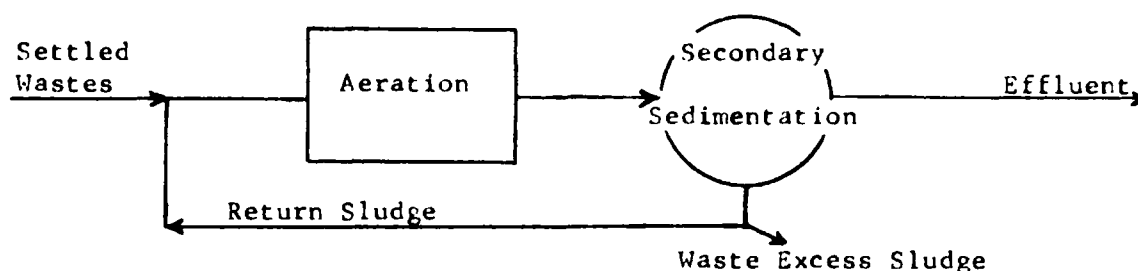 Settled
Wastes
Aeration
Secondary
Sedimentation
Effluent
Return Sludge
Waste Excess Sludge